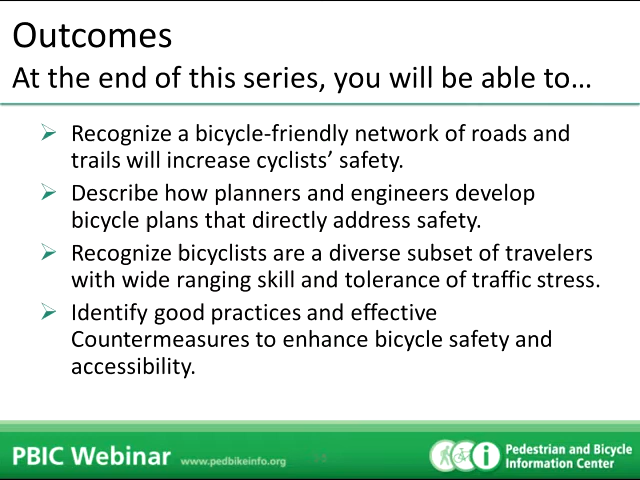 Outcomes
At the end of this series, you will be able to…
Recognize a bicycle-friendly network of roads and
trails will increase cyclists’ safety.
Describe how planners and engineers develop
bicycle plans that directly address safety.
Recognize bicyclists are a diverse subset of travelers
with wide ranging skill and tolerance of traffic stress.
Identify good practices and effective
Countermeasures to enhance bicycle safety and
accessibility.
PBIC Webinar www.pedbikeinfo.org
Pedestrian and Bicycle
Information Center